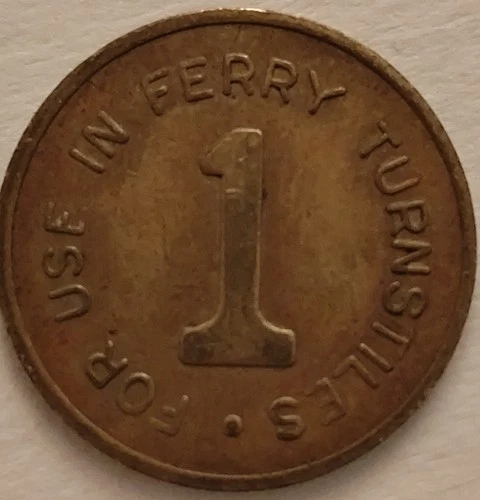 FOR USE IN FERRY TURNSTILES
1